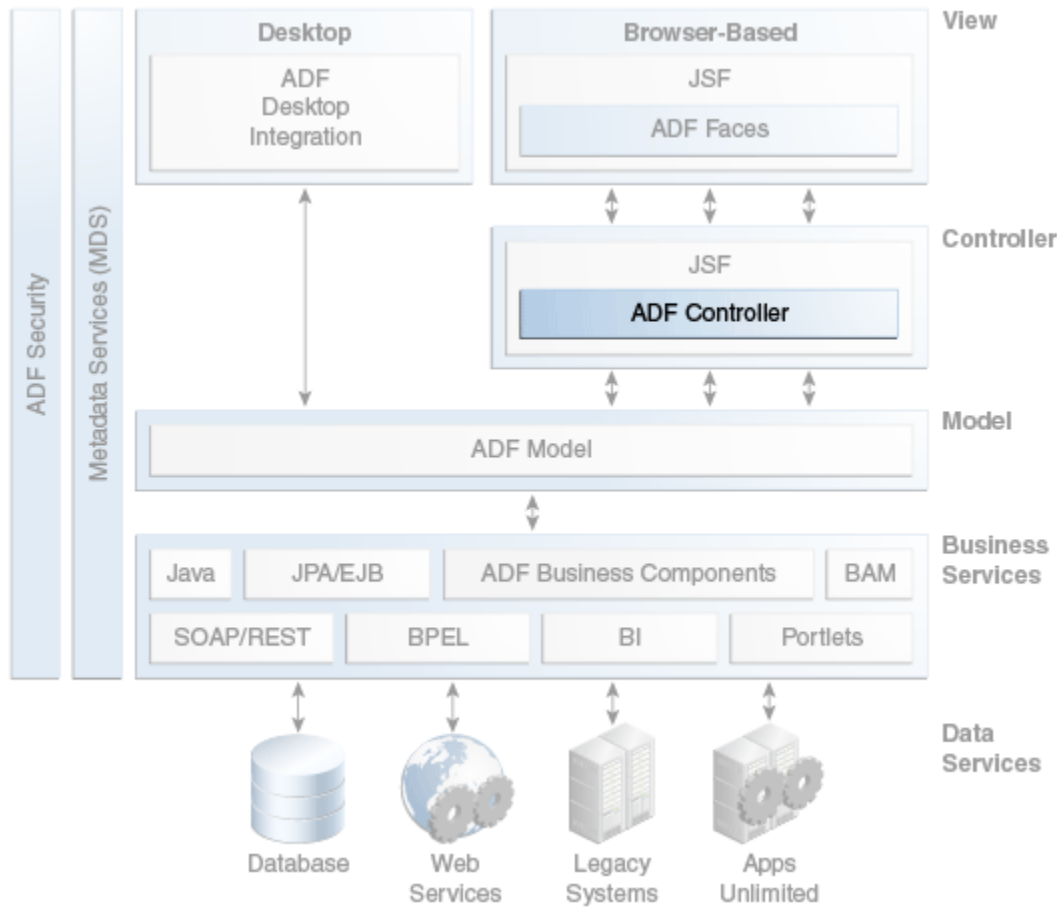 Desktop
Browser-Based
View
ADF
Desktop
Integration
JSF
ADF Faces
ADF Security
Metadata Services (MDS)
Controller
JSF
ADF Controller
Model
ADF Model
Business
Services
Java
JPA/EJB
ADF Business Components
BAM
SOAP/REST
BPEL
BI
Portlets
Data
Services
Database
Web
Services
Legacy
Systems
Apps
Unlimited